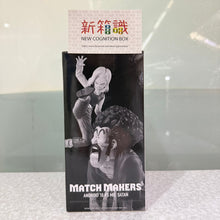 新箱識
NEW COGNITION BOX
MATCH MAKERS
ANDROID 18 VS MR. SATAN